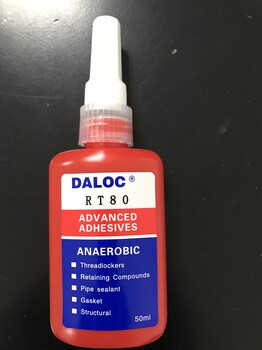 DALOC ®
RT80
ADVANCED
ADHESIVES
ANAEROBIC
■ Threadlockers
■ Retaining Compounds
■ Pipe sealant
■ Gasket
■ Structural
50ml